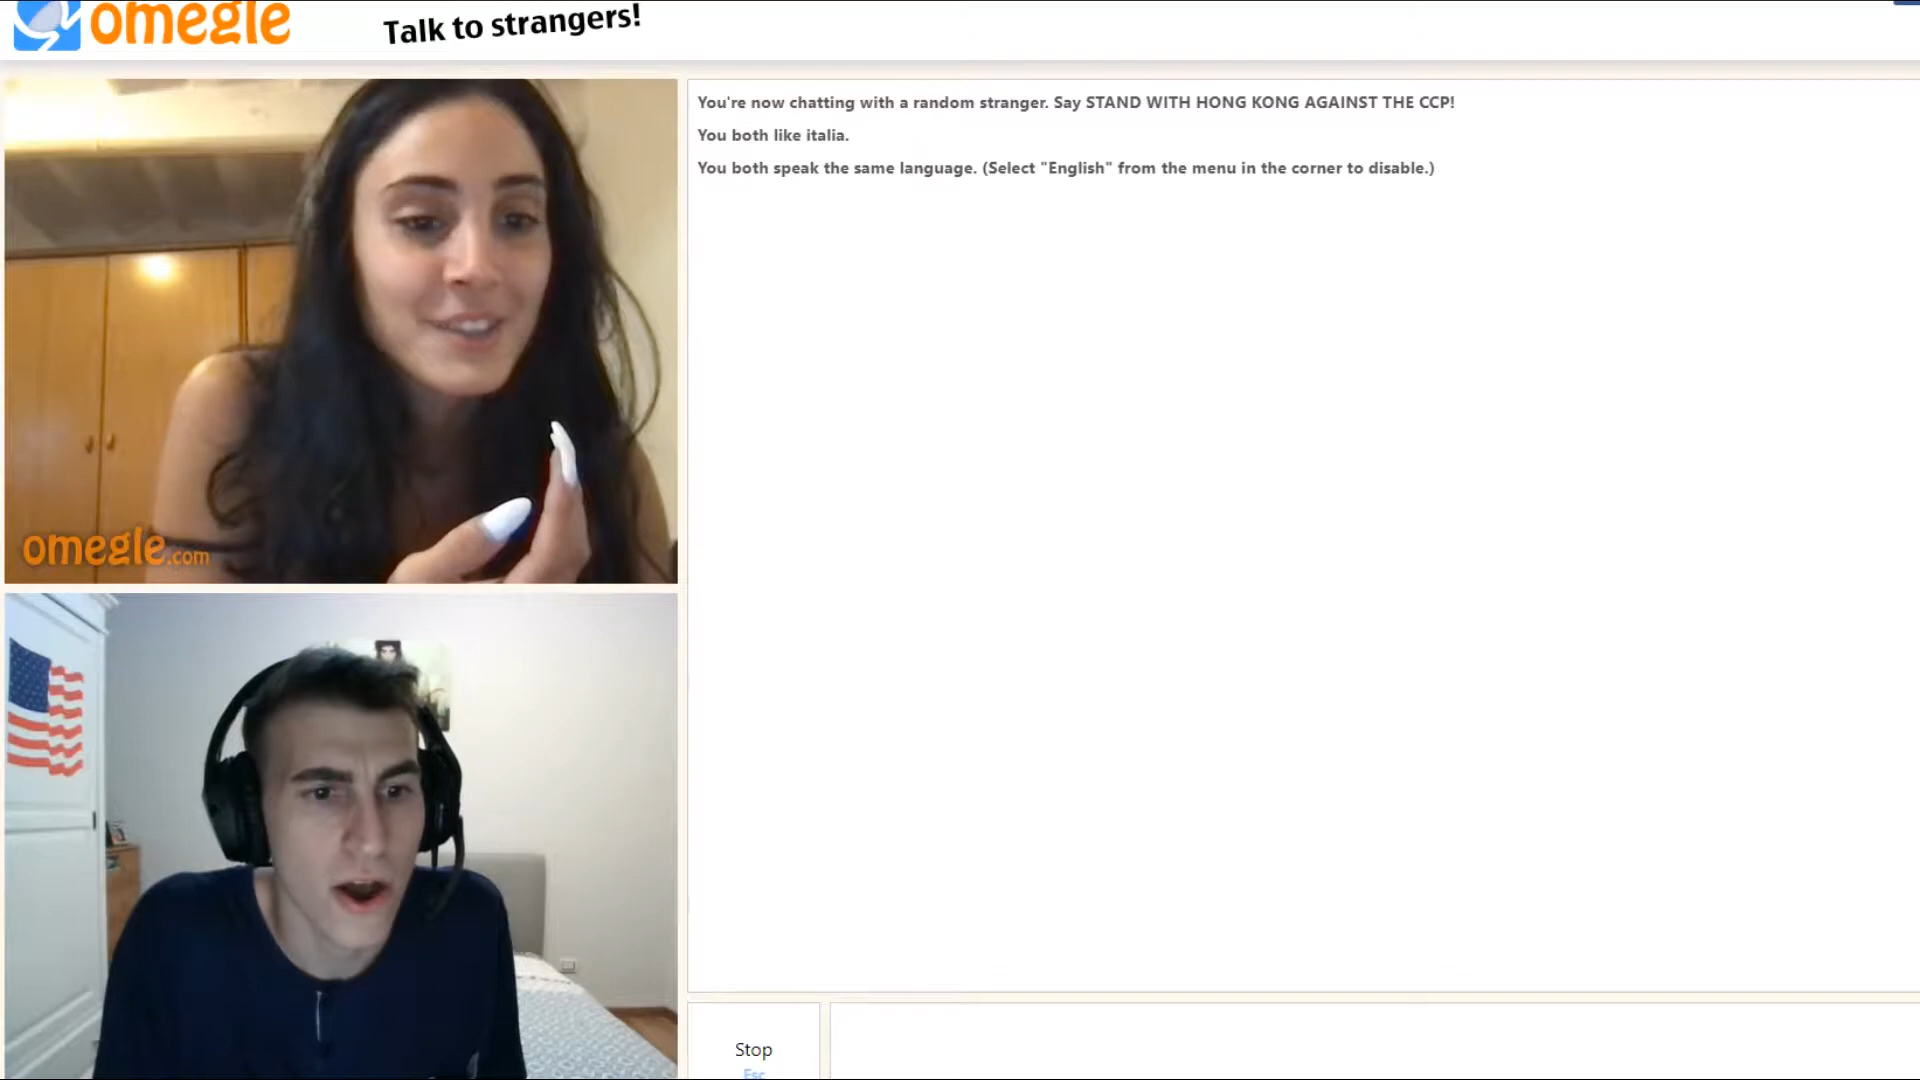 omegle
Talk to strangers!
You're now chatting with a random stranger. Say STAND WITH HONG KONG AGAINST THE CCP!
You both like italia.
You both speak the same language. (Select "English" from the menu in the corner to disable.)
omegle.com
Stop
Esc